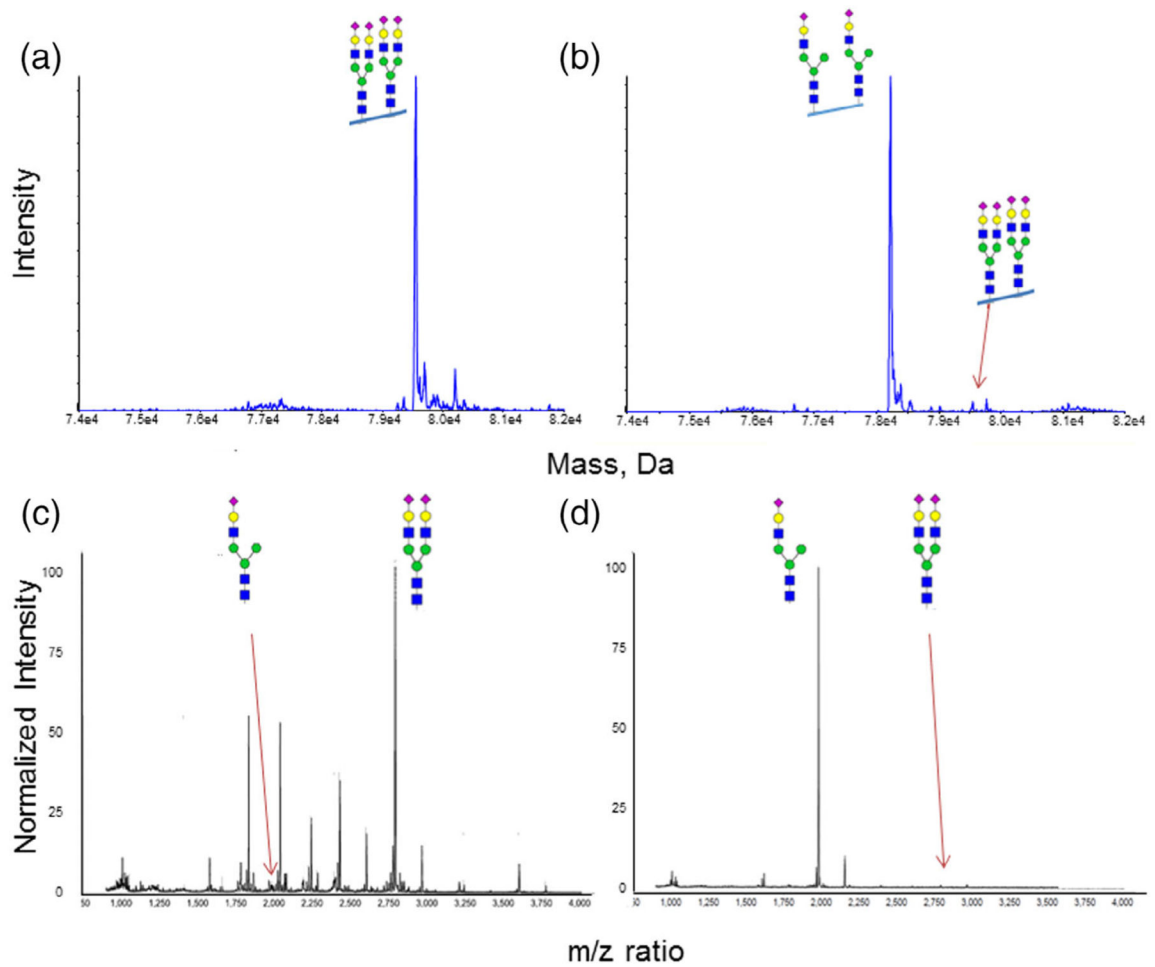 (a)
(b)
Intensity
7.4e4 7.5e4 7.6e4 7.7e4 7.8e4 7.9e4 8.0e4 8.1e4 8.2e4
7.4e4 7.5e4 7.6e4 7.7e4 7.8e4 7.9e4 8.0e4 8.1e4 8.2e4
Mass, Da
(c)
(d)
Normalized Intensity
100
75
50
25
0
50 1,000 1,250 1,500 1,750 2,000 2,250 2,500 2,750 3,000 3,250 3,500 3,750 4,000
100
75
50
25
0
50 1,000 1,250 1,500 1,750 2,000 2,250 2,500 2,750 3,000 3,250 3,500 3,750 4,000
m/z ratio